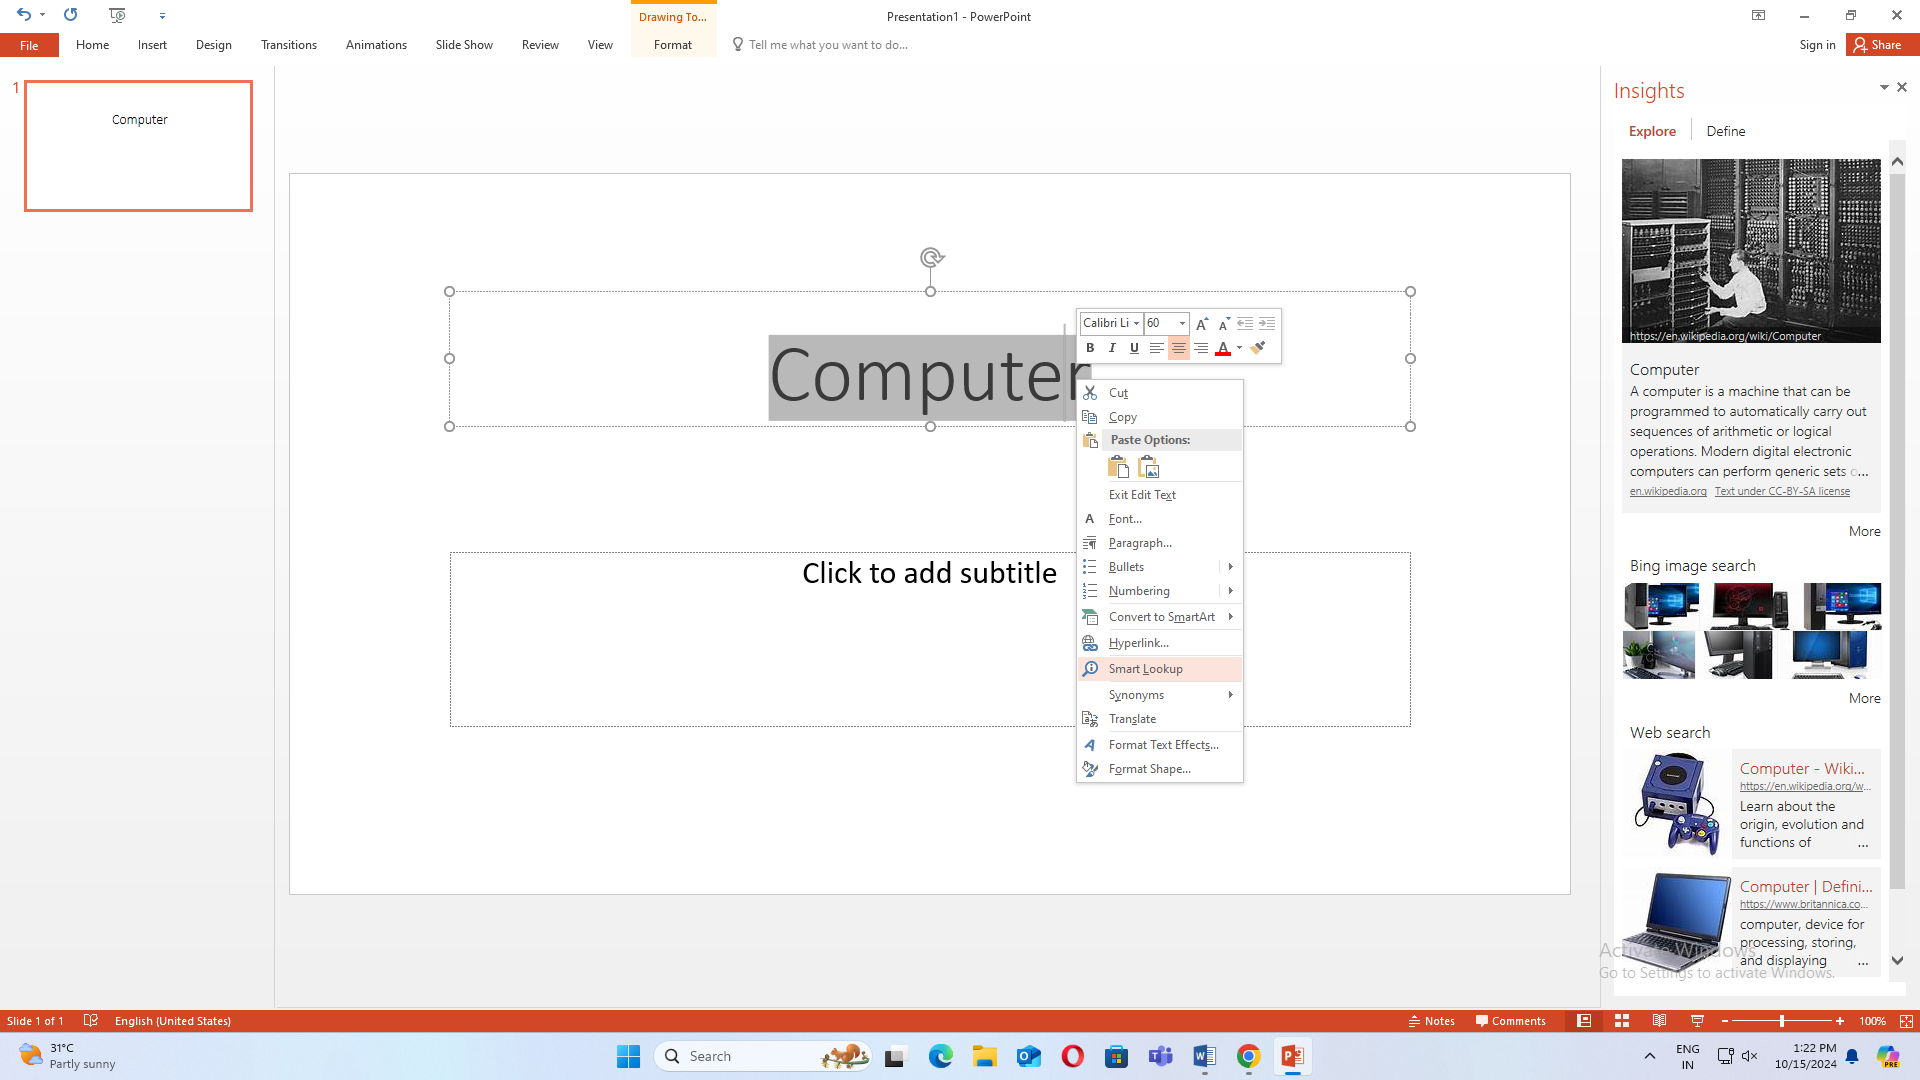 Drawing To...
Presentation1 - PowerPoint
File
Home
Insert
Design
Transitions
Animations
Slide Show
Review
View
Format
Tell me what you want to do...
Sign in
Share
1
Computer
Computer
Click to add subtitle
Calibri Li
60
B I U
A
Cut
Copy
Paste Options:
Exit Edit Text
Font...
Paragraph...
Bullets
Numbering
Convert to SmartArt
Hyperlink...
Smart Lookup
Synonyms
Translate
Format Text Effects...
Format Shape...
Insights
Explore
Define
https://en.wikipedia.org/wiki/Computer
Computer
A computer is a machine that can be
programmed to automatically carry out
sequences of arithmetic or logical
operations. Modern digital electronic
computers can perform generic sets o...
en.wikipedia.org Text under CC-BY-SA license
More
Bing image search
More
Web search
Computer - Wiki...
https://en.wikipedia.org/w...
Learn about the
origin, evolution and
functions of ...
Computer | Defini...
https://www.britannica.co...
computer, device for
processing, storing,
and displaying ...
Activate Windows
Go to Settings to activate Windows.
Slide 1 of 1
English (United States)
Notes
Comments
100%
31°C
Partly sunny
Search
ENG
IN
1:22 PM
10/15/2024
PRE